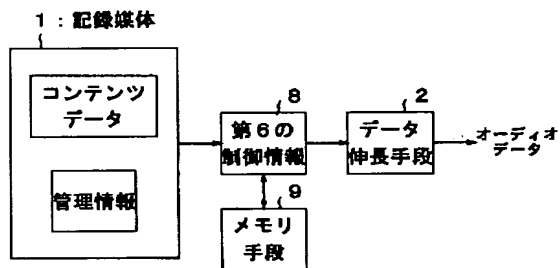 1：記録媒体
コンテンツ
データ
管理情報
8
第6の
制御情報
9
メモリ
手段
2
データ
伸長手段
オーディオ
データ